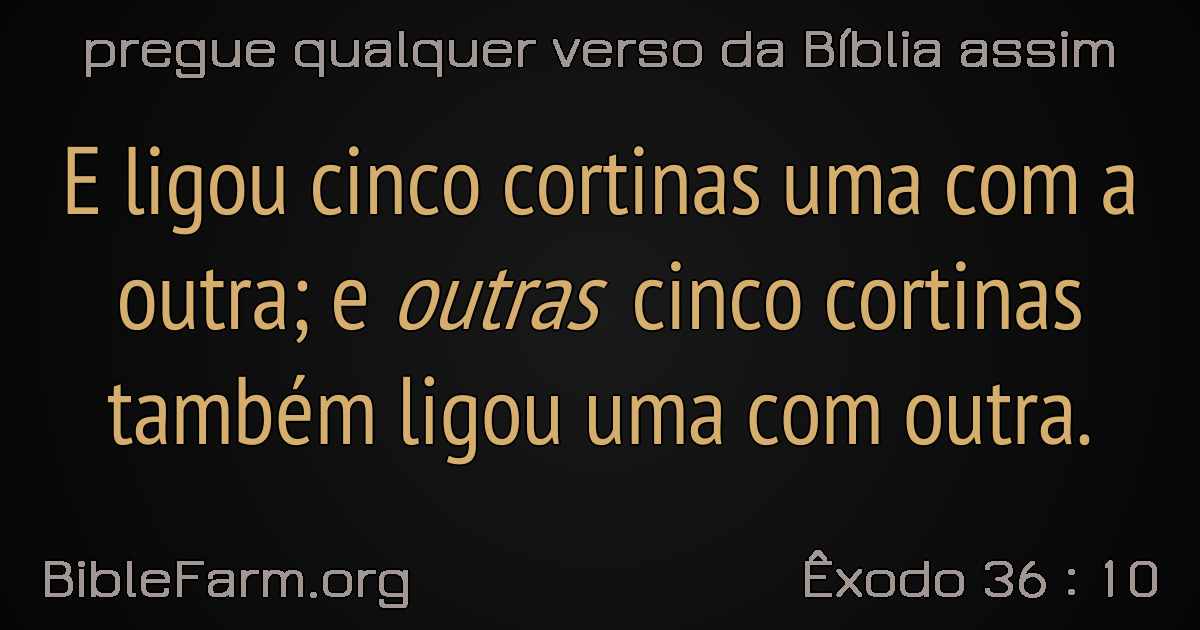 pregue qualquer verso da Bíblia assim
E ligou cinco cortinas uma com a
outra; e outras cinco cortinas
também ligou uma com outra.
BibleFarm.org
Êxodo 36 : 10